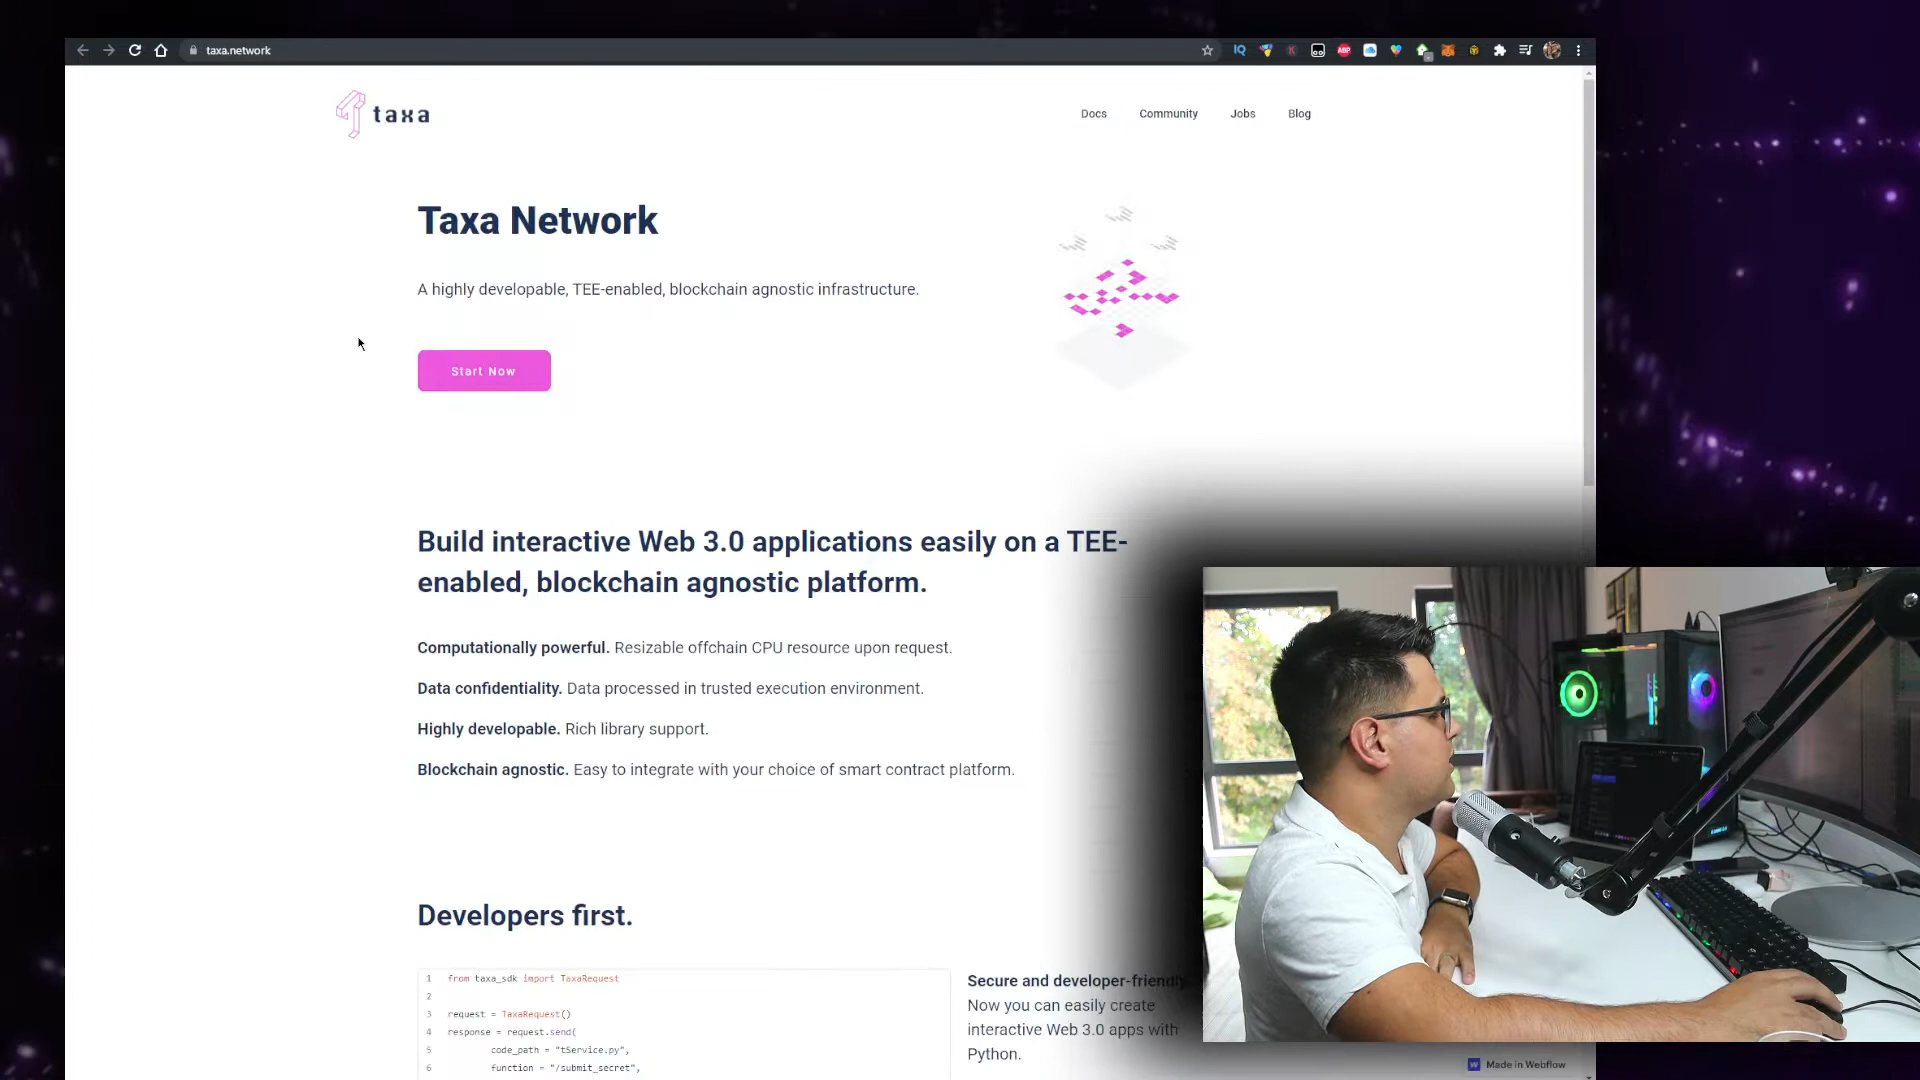 taxa.network
IQ
ABP
taxa
Docs
Community
Jobs
Blog
Taxa Network
A highly developable, TEE-enabled, blockchain agnostic infrastructure.
Start Now
Build interactive Web 3.0 applications easily on a TEE-
enabled, blockchain agnostic platform.
Computationally powerful. Resizable offchain CPU resource upon request.
Data confidentiality. Data processed in trusted execution environment.
Highly developable. Rich library support.
Blockchain agnostic. Easy to integrate with your choice of smart contract platform.
Developers first.
1 from taxa_sdk import TaxaRequest
2
3 request = TaxaRequest()
4 response = request.send(
5 code_path = "tService.py",
6 function = "/submit_secret",
Secure and developer-friendly
Now you can easily create
interactive Web 3.0 apps with
Python.
Made in Webflow